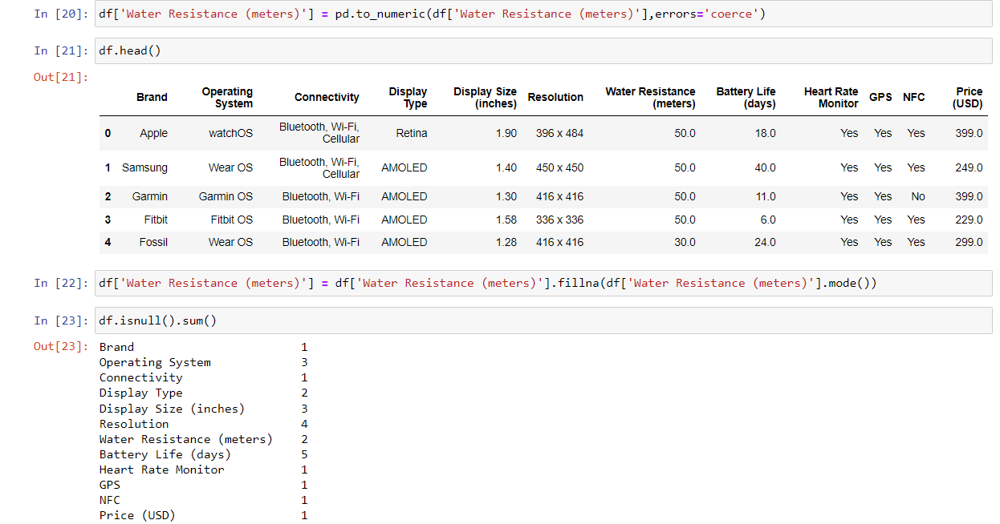 In [20]: df['Water Resistance (meters)'] = pd.to_numeric(df['Water Resistance (meters)'],errors='coerce')
In [21]: df.head()
Out[21]:
Brand Operating System Connectivity Display Type Display Size (inches) Resolution Water Resistance (meters) Battery Life (days) Heart Rate Monitor GPS NFC Price (USD)
0 Apple watchOS Bluetooth, Wi-Fi, Cellular Retina 1.90 396 x 484 50.0 18.0 Yes Yes Yes 399.0
1 Samsung Wear OS Bluetooth, Wi-Fi, Cellular AMOLED 1.40 450 x 450 50.0 40.0 Yes Yes Yes 249.0
2 Garmin Garmin OS Bluetooth, Wi-Fi AMOLED 1.30 416 x 416 50.0 11.0 Yes Yes No 399.0
3 Fitbit Fitbit OS Bluetooth, Wi-Fi AMOLED 1.58 336 x 336 50.0 6.0 Yes Yes Yes 229.0
4 Fossil Wear OS Bluetooth, Wi-Fi AMOLED 1.28 416 x 416 30.0 24.0 Yes Yes Yes 299.0
In [22]: df['Water Resistance (meters)'] = df['Water Resistance (meters)'].fillna(df['Water Resistance (meters)'].mode())
In [23]: df.isnull().sum()
Out[23]: Brand 1
Operating System 3
Connectivity 1
Display Type 2
Display Size (inches) 3
Resolution 4
Water Resistance (meters) 2
Battery Life (days) 5
Heart Rate Monitor 1
GPS 1
NFC 1
Price (USD) 1